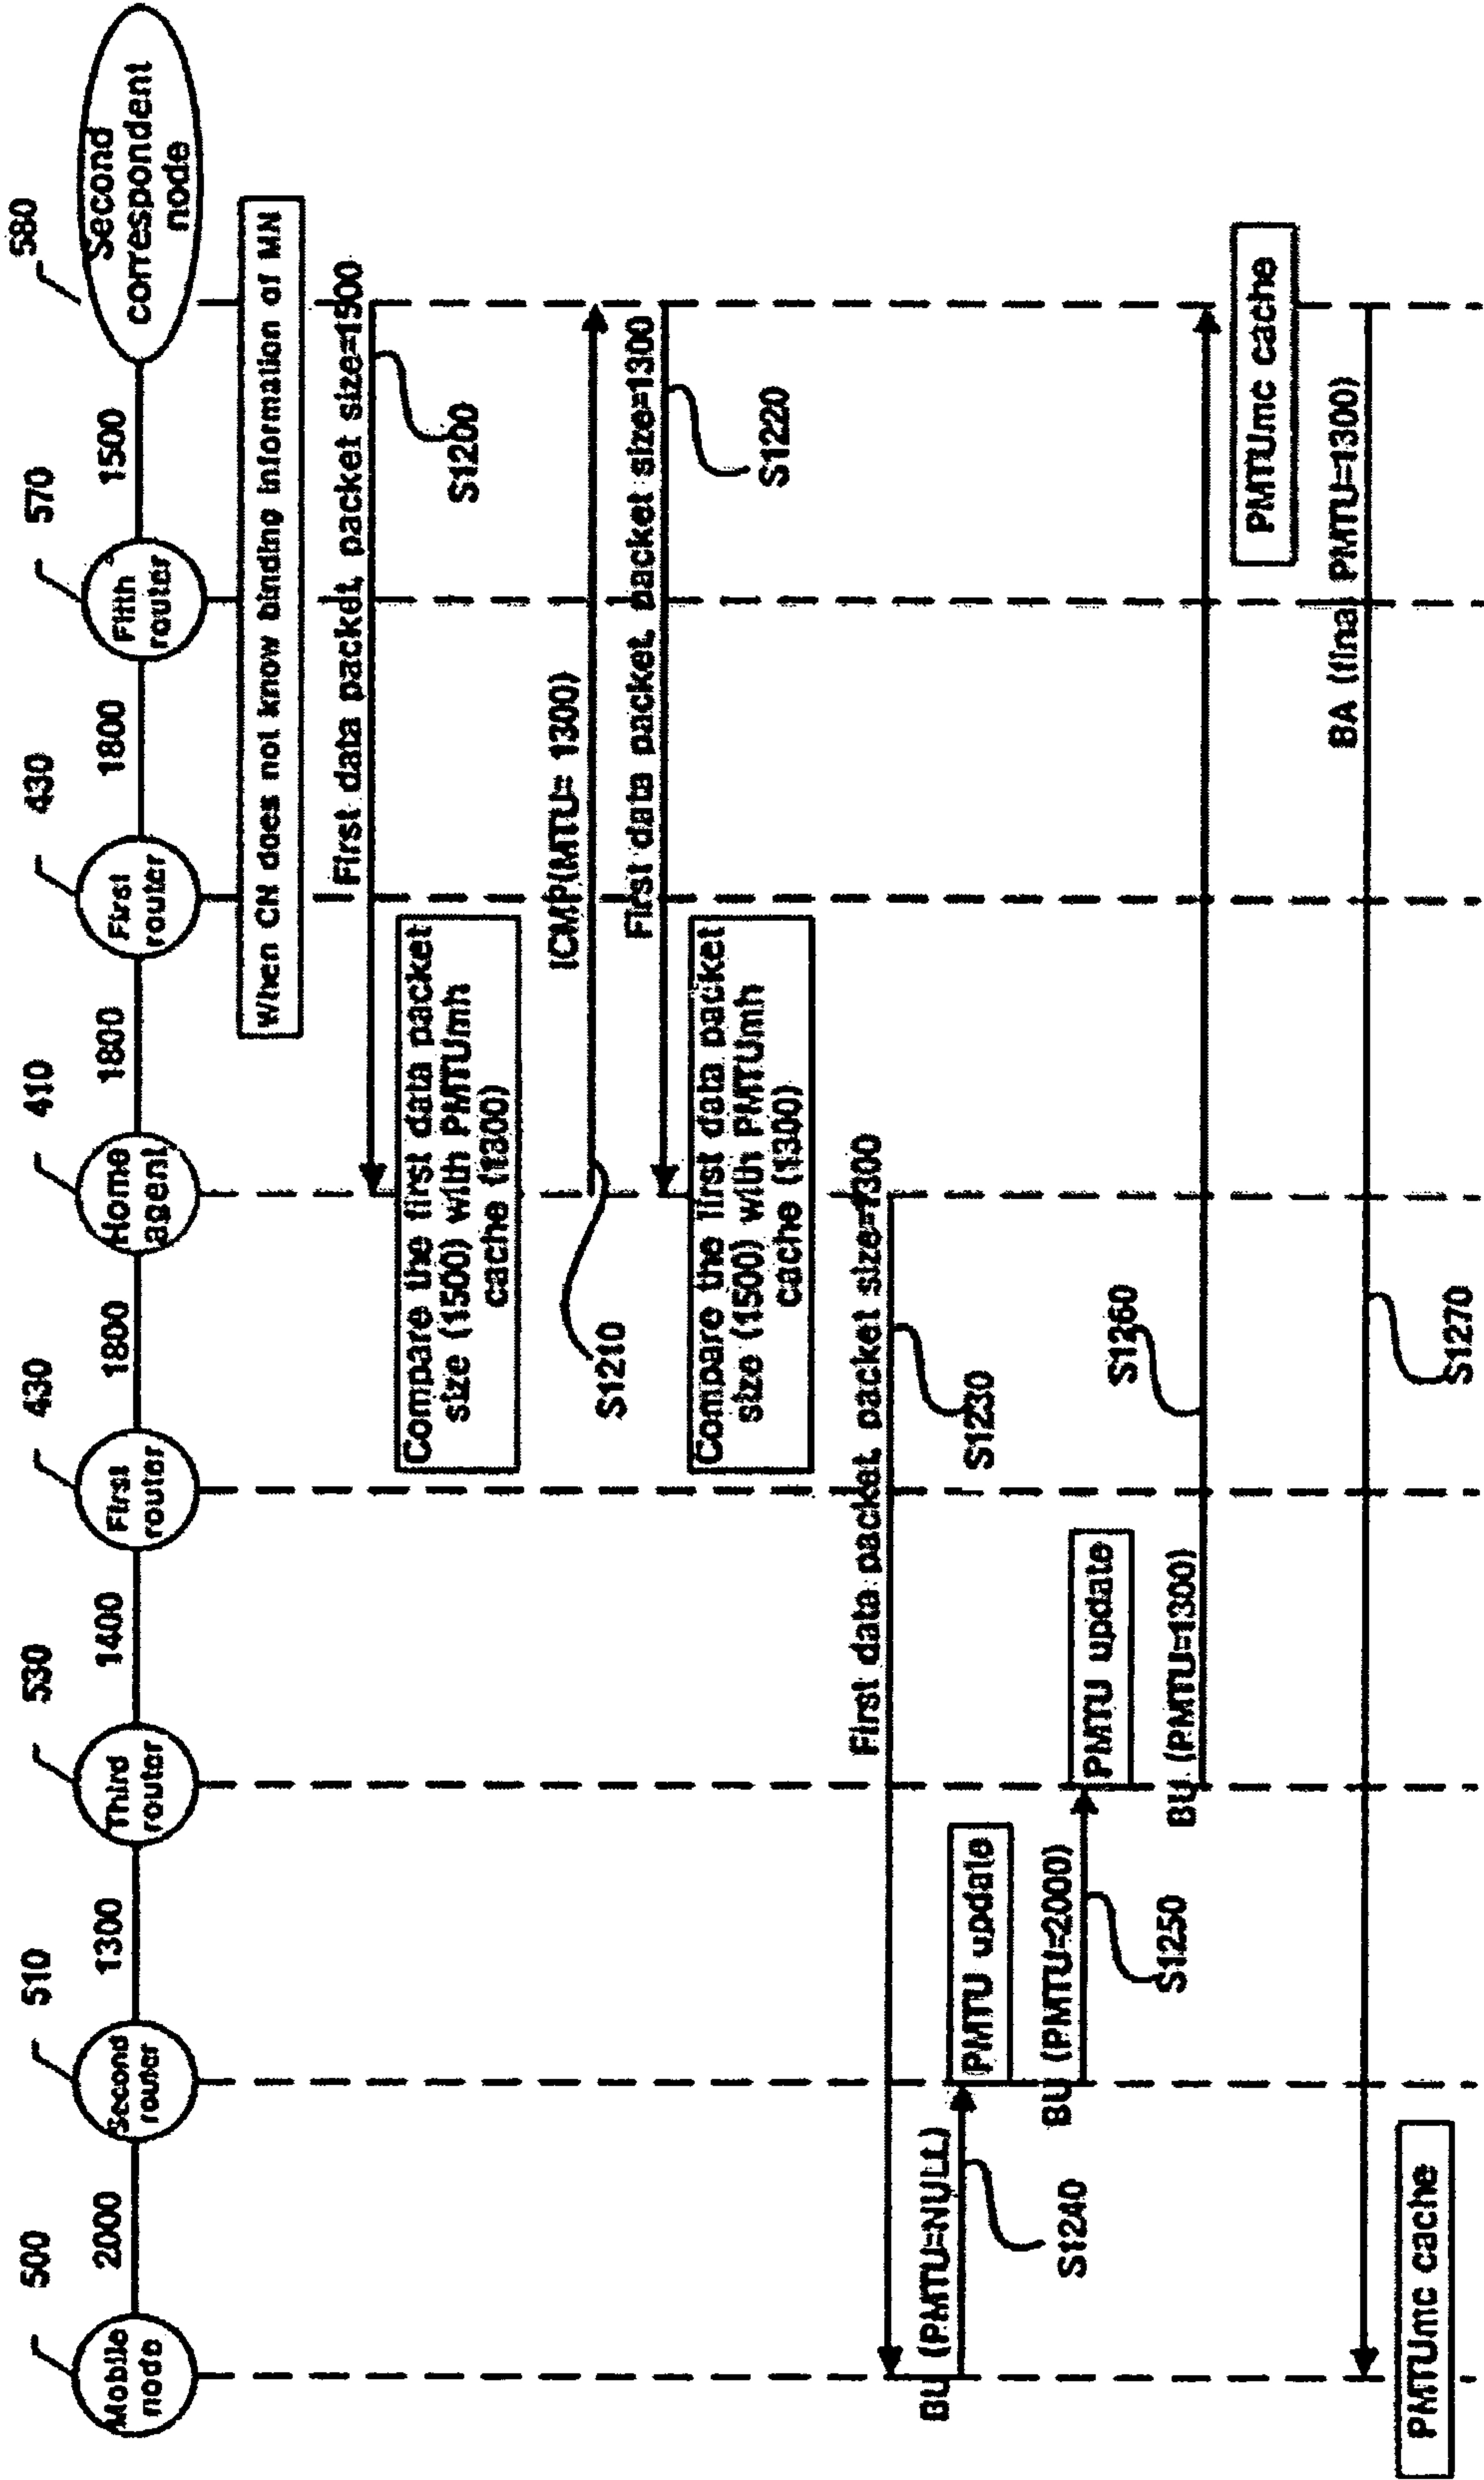 500
510
530
430
410
430
570
580
2000
1300
1400
1800
1800
1800
1500
Mobile
node
Second
router
Third
router
First
router
Home
agent
First
router
Fifth
router
Second
correspondent
node
When CN does not know binding information of MN
First data packet, packet size=1500
S1200
Compare the first data packet
size (1500) with PMTUmh
cache (1300)
ICMP(MTU= 1300)
S1210
First data packet, packet size=1300
S1220
Compare the first data packet
size (1500) with PMTUmh
cache (1300)
First data packet, packet size=1300
S1230
BU (PMTU=NULL)
S1240
PMTU update
BU (PMTU=2000)
S1250
PMTU update
BU (PMTU=1300)
S1260
PMTUmc cache
BA (final PMTU=1300)
S1270
PMTUmc cache